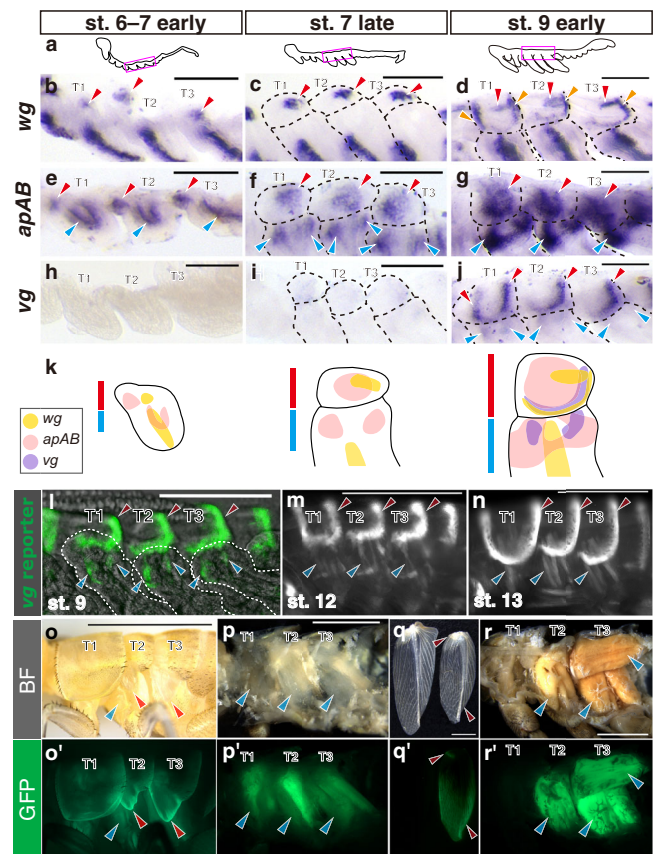 st. 6–7 early
st. 7 late
st. 9 early
a
wg
b
T1
T2
T3
c
T1
T2
T3
d
T1
T2
T3
apAB
e
T1
T2
T3
f
T1
T2
T3
g
T1
T2
T3
vg
h
T1
T2
T3
i
T1
T2
T3
j
T1
T2
T3
k
wg
apAB
vg
vg reporter
l
T1
T2
T3
st. 9
m
T1
T2
T3
st. 12
n
T1
T2
T3
st. 13
BF
o
T1
T2
T3
p
T1
T2
T3
q
r
T1
T2
T3
GFP
o'
T1
T2
T3
p'
T1
T2
T3
q'
r'
T1
T2
T3